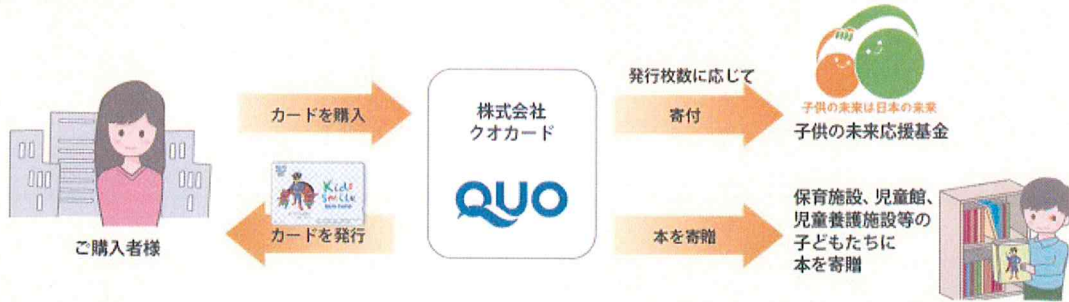 ご購入者様
カードを購入
Kids
Smile
カードを発行
株式会社
クオカード
QUO
発行枚数に応じて
寄付
子供の未来は日本の未来
子供の未来応援基金
本を寄贈
保育施設、児童館、
児童養護施設等の
子どもたちに
本を寄贈